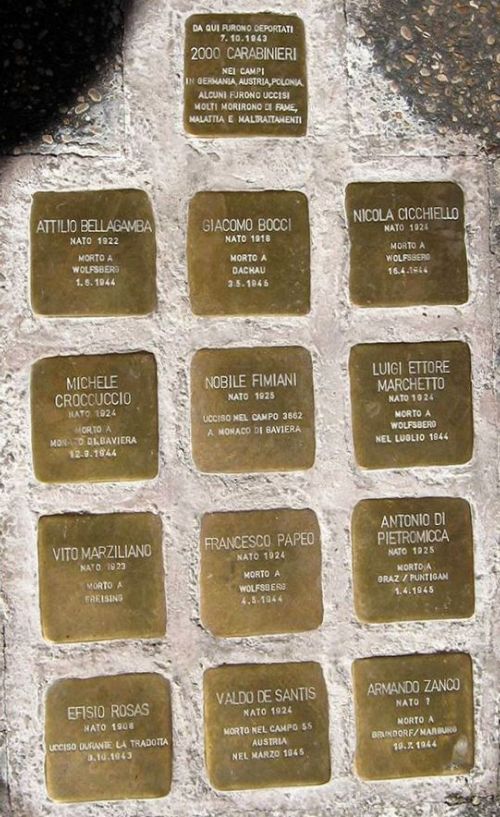 DA QUI FURONO DEPORTATI
7.10.1943
2000 CARABINIERI
NEI CAMPI
IN GERMANIA, AUSTRIA, POLONIA.
ALCUNI FURONO UCCISI
MOLTI MORIRONO DI FAME,
MALATTIA E MALTRATTAMENTI
ATTILIO BELLAGAMBA
NATO 1922
MORTO A
WOLFSBERG
1.6.1944
GIACOMO BOCCI
NATO 1918
MORTO A
DACHAU
3.5.1945
NICOLA CICCHIELLO
NATO 1924
MORTO A
WOLFSBERG
16.4.1944
MICHELE
CROCCUCCIO
NATO 1924
MORTO A
MONACO DI BAVIERA
12.9.1944
NOBILE FIMIANI
NATO 1925
UCCISO NEL CAMPO 3662
A MONACO DI BAVIERA
LUIGI ETTORE
MARCHETTO
NATO 1924
MORTO A
WOLFSBERG
NEL LUGLIO 1944
VITO MARZILIANO
NATO 1923
MORTO A
FREISING
FRANCESCO PAPEO
NATO 1924
MORTO A
WOLFSBERG
4.5.1944
ANTONIO DI
PIETROMICCA
NATO 1925
MORTO A
GRAZ / PUNTIGAN
1.4.1945
EFISIO ROSAS
NATO 1908
UCCISO DURANTE LA TRADOTTA
9.10.1943
VALDO DE SANTIS
NATO 1924
MORTO NEL CAMPO 55
AUSTRIA
NEL MARZO 1945
ARMANDO ZANCO
NATO ?
MORTO A
BRUNDORF/MARBURG
19.7.1944